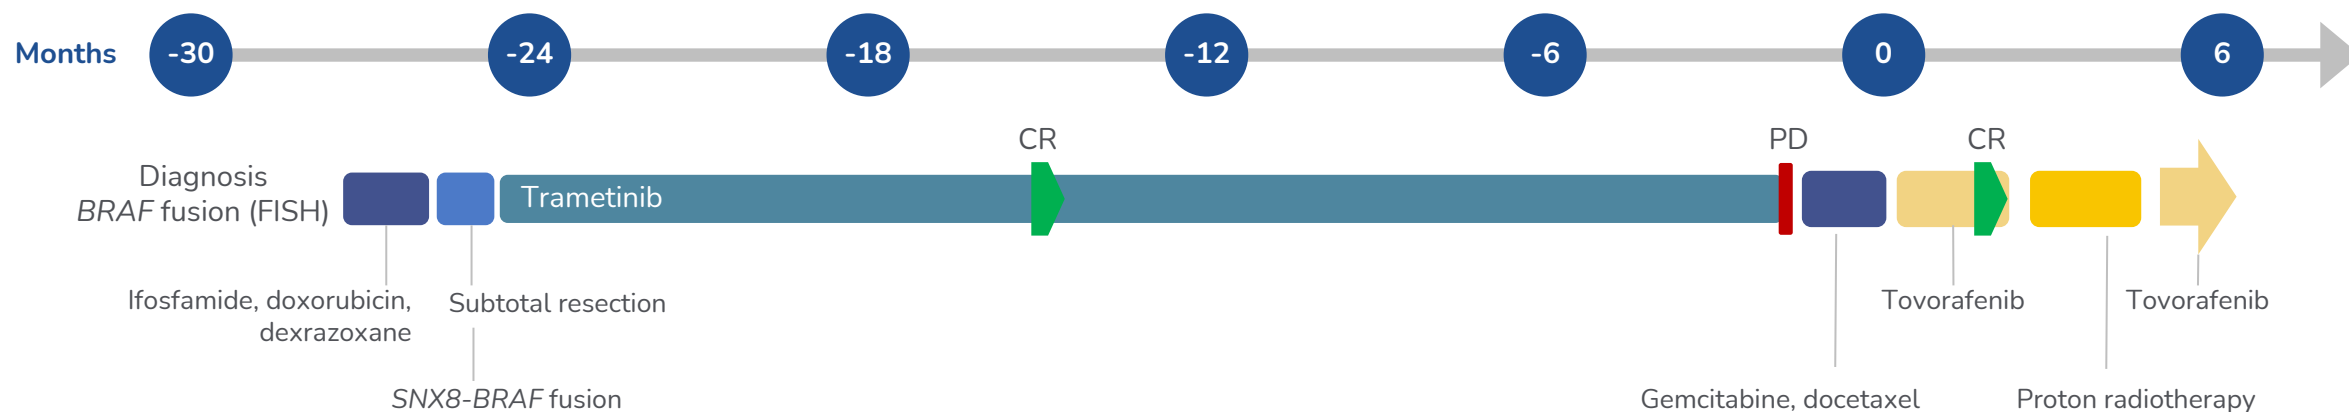 Months -30 -24 -18 -12 -6 0 6
CR PD CR
Diagnosis
BRAF fusion (FISH)
Trametinib
Ifosfamide, doxorubicin,
dexrazoxane
Subtotal resection
Tovorafenib
Tovorafenib
SNX8-BRAF fusion
Gemcitabine, docetaxel
Proton radiotherapy